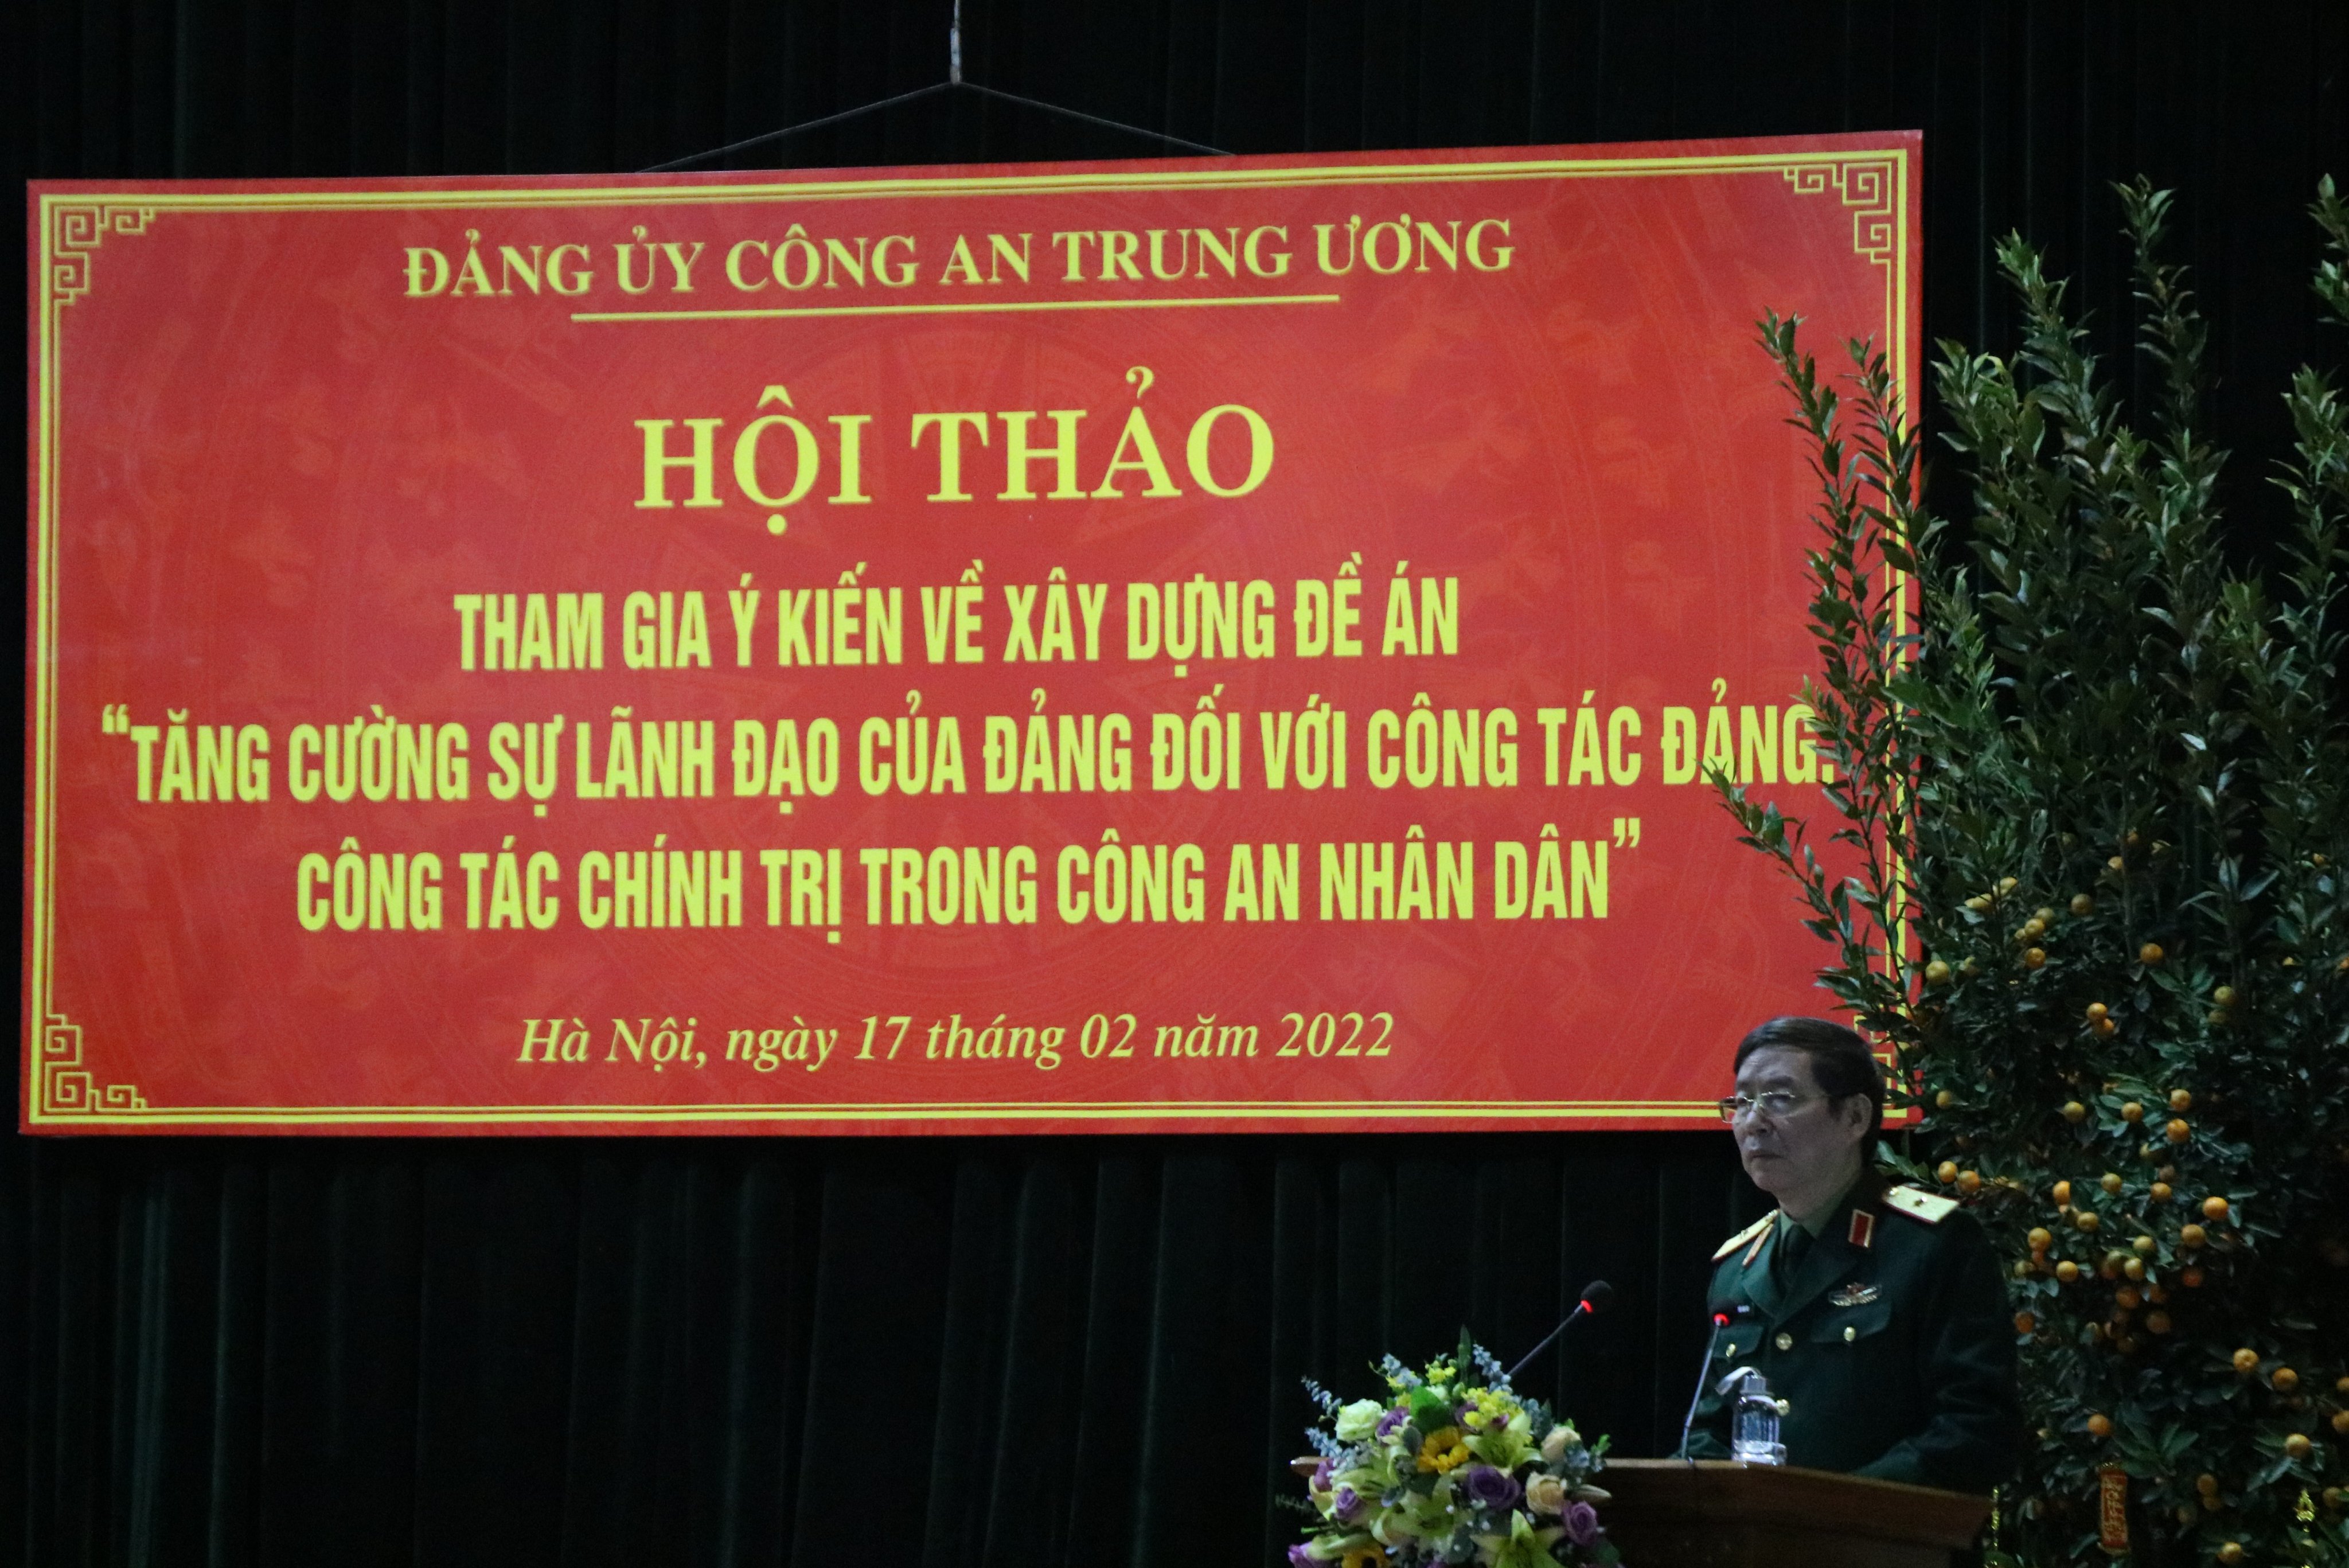 ĐẢNG ỦY CÔNG AN TRUNG ƯƠNG
HỘI THẢO
THAM GIA Ý KIẾN VỀ XÂY DỰNG ĐỀ ÁN
“TĂNG CƯỜNG SỰ LÃNH ĐẠO CỦA ĐẢNG ĐỐI VỚI CÔNG TÁC ĐẢNG,
CÔNG TÁC CHÍNH TRỊ TRONG CÔNG AN NHÂN DÂN”
Hà Nội, ngày 17 tháng 02 năm 2022